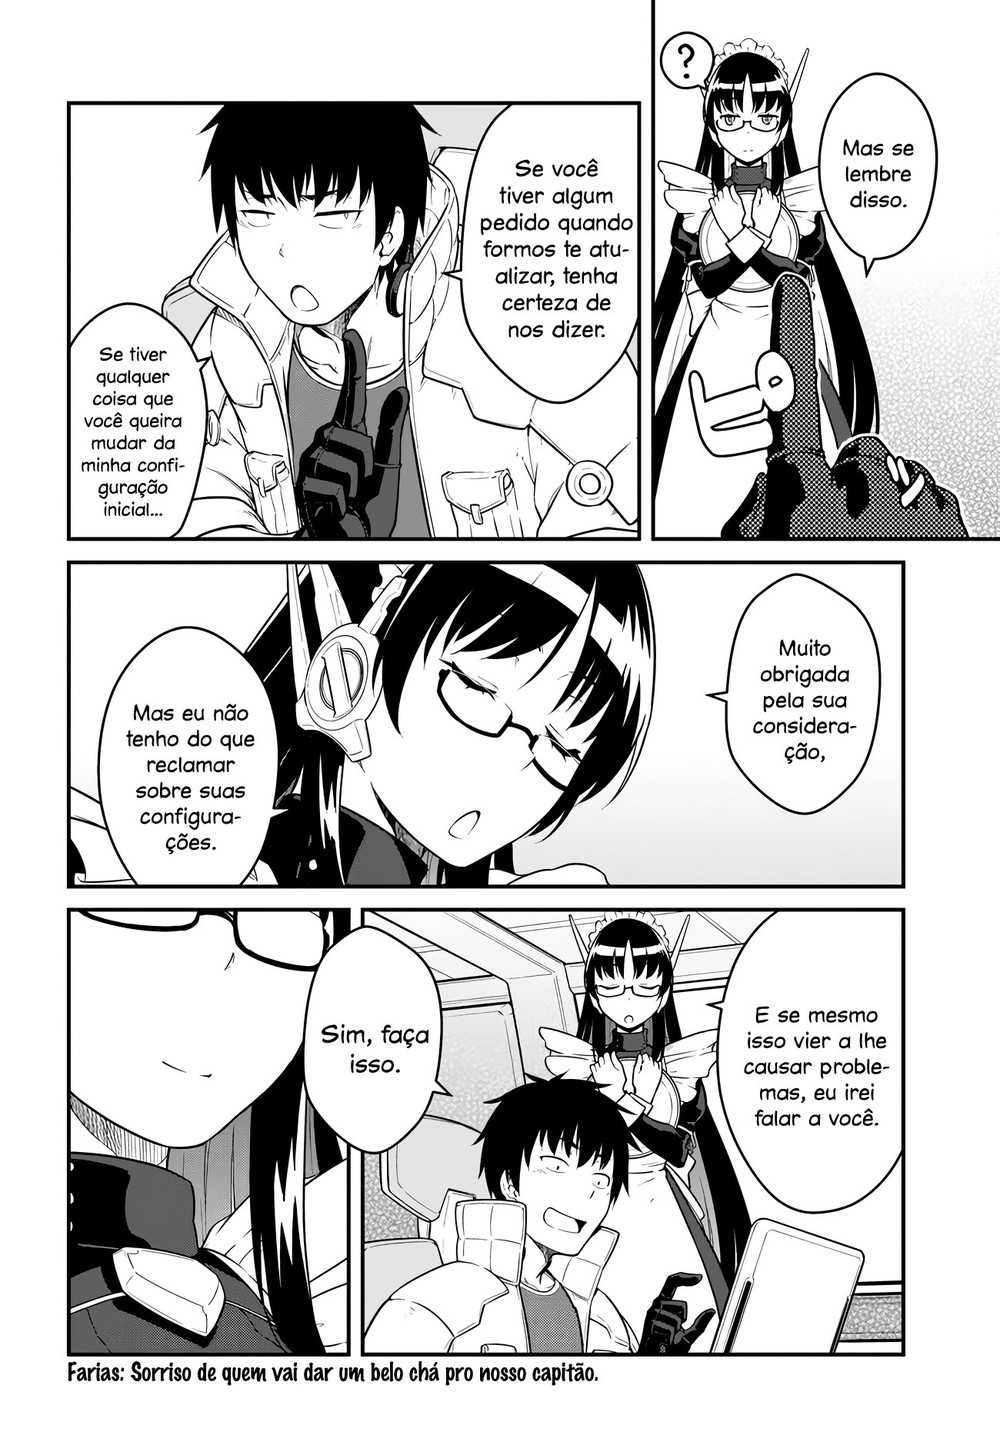 ?
Mas se
lembre
disso.
Se você
tiver algum
pedido quando
formos te atu-
alizar, tenha
certeza de
nos dizer.
Se tiver
qualquer
coisa que
você queira
mudar da
minha confi-
guração
inicial...
Muito
obrigada
pela sua
considera-
ção,
Mas eu não
tenho do que
reclamar
sobre suas
configura-
ções.
E se mesmo
isso vier a lhe
causar proble-
mas, eu irei
falar a você.
Sim, faça
isso.
Farias: Sorriso de quem vai dar um belo chá pro nosso capitão.